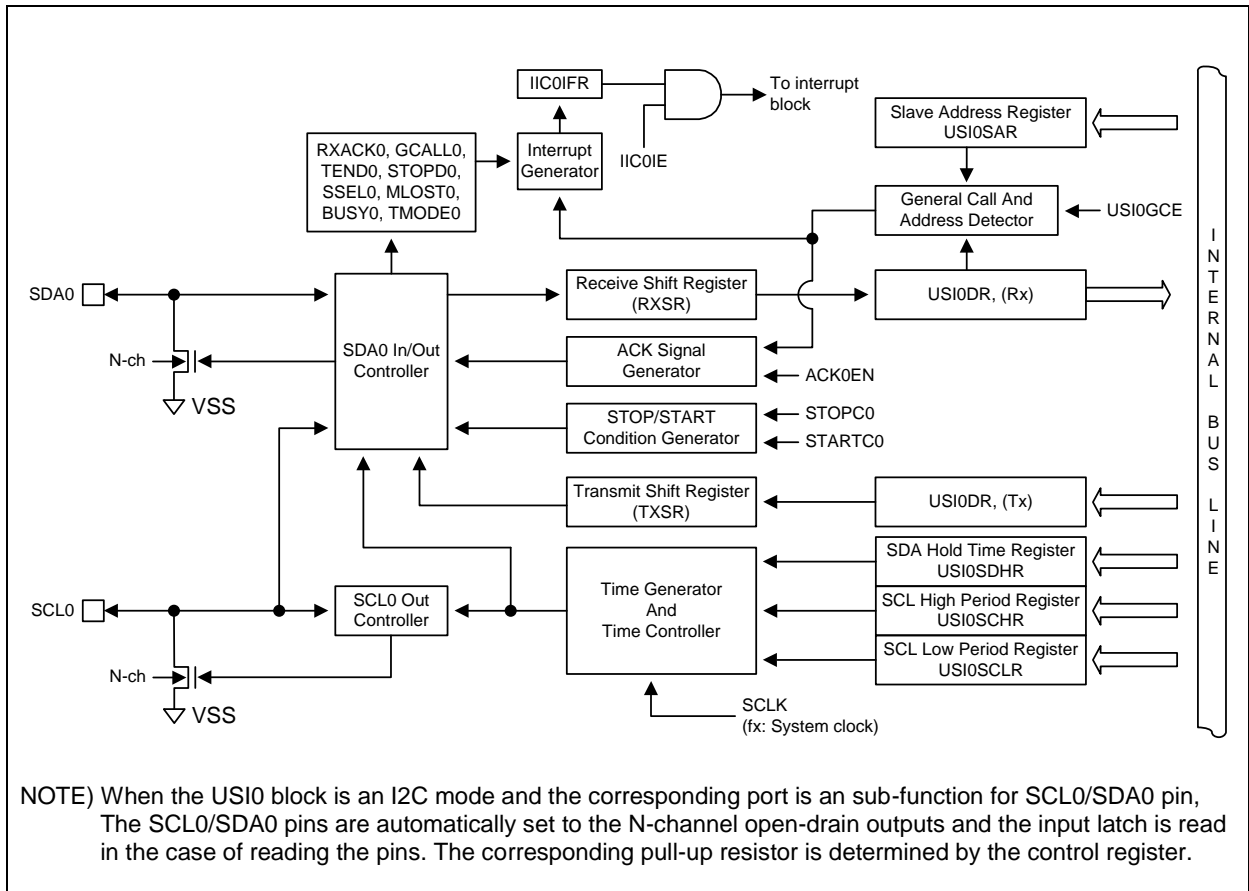 IIC0IFR
To interrupt
block
Slave Address Register
USI0SAR
RXACK0, GCALL0,
TEND0, STOPD0,
SSEL0, MLOST0,
BUSY0, TMODE0
Interrupt
Generator
IIC0IE
General Call And
Address Detector
USI0GCE
SDA0
Receive Shift Register
(RXSR)
USI0DR, (Rx)
N-ch
SDA0 In/Out
Controller
ACK Signal
Generator
ACK0EN
VSS
STOP/START
Condition Generator
STOPC0
STARTC0
Transmit Shift Register
(TXSR)
USI0DR, (Tx)
SDA Hold Time Register
USI0SDHR
SCL0
SCL0 Out
Controller
Time Generator
And
Time Controller
SCL High Period Register
USI0SCHR
SCL Low Period Register
USI0SCLR
N-ch
VSS
SCLK
(fx: System clock)
INTERNAL BUS LINE
NOTE) When the USI0 block is an I2C mode and the corresponding port is an sub-function for SCL0/SDA0 pin,
The SCL0/SDA0 pins are automatically set to the N-channel open-drain outputs and the input latch is read
in the case of reading the pins. The corresponding pull-up resistor is determined by the control register.